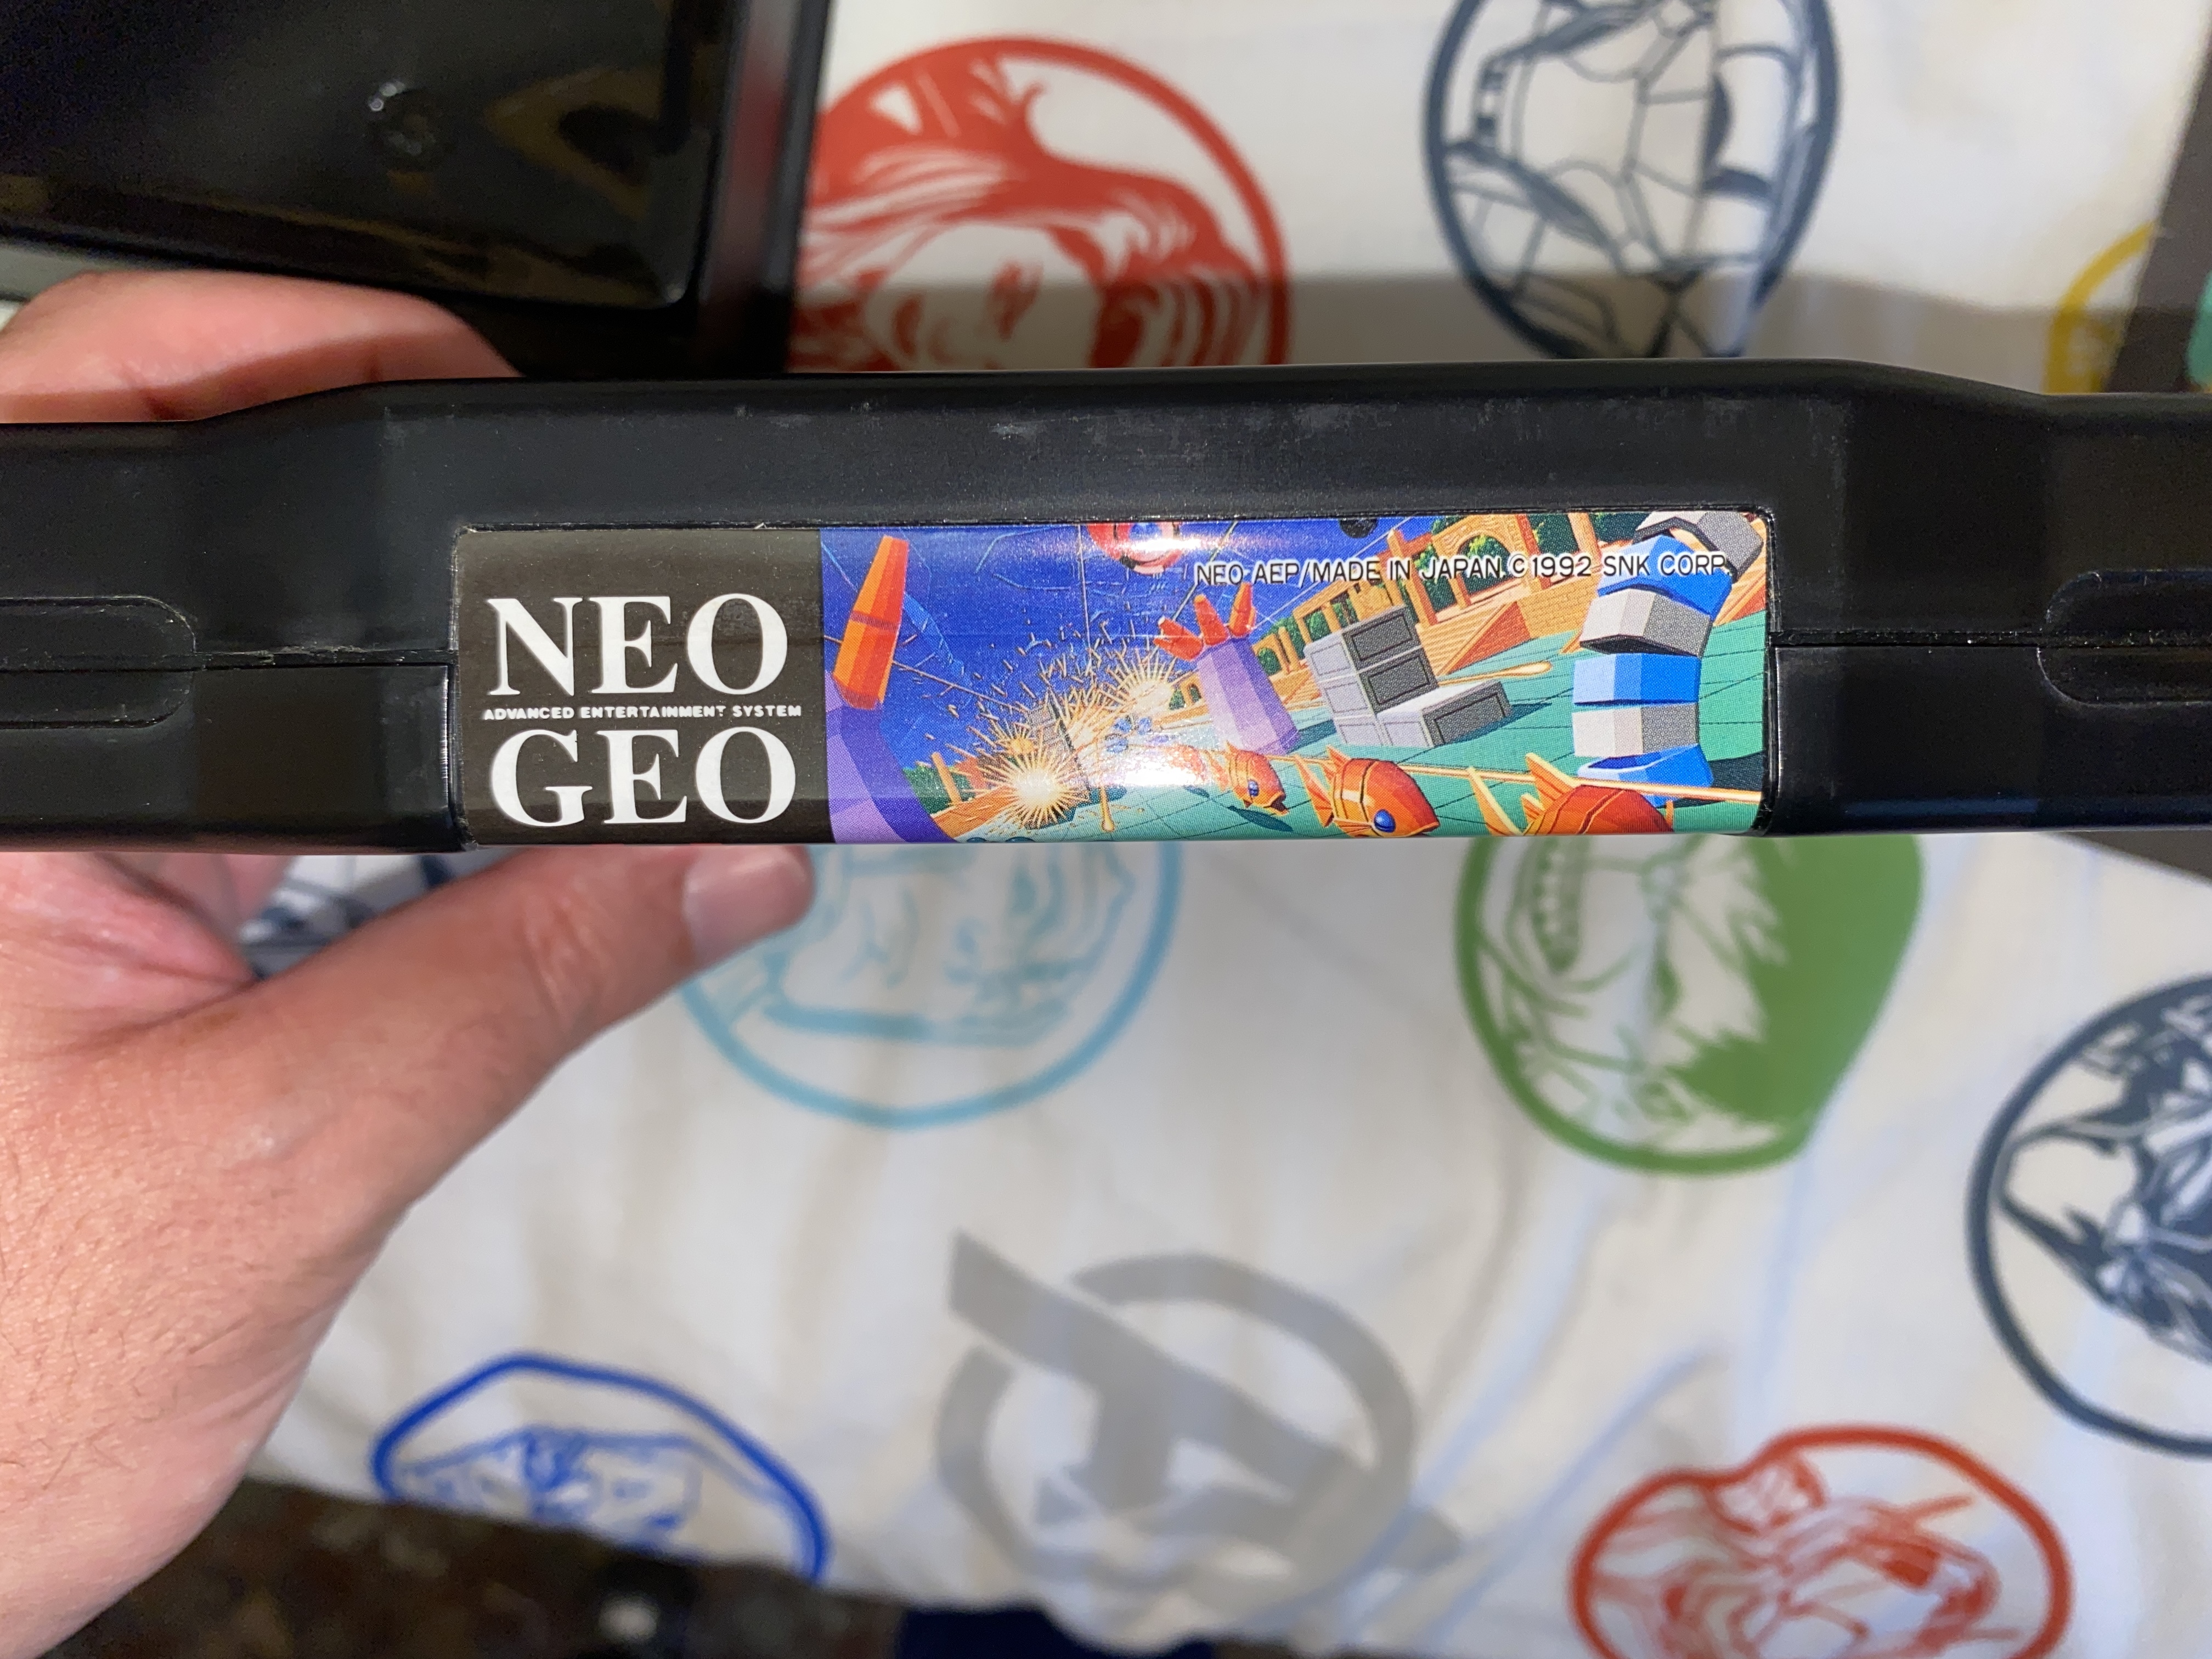 NEO
ADVANCED ENTERTAINMENT SYSTEM
GEO
NEO AEP/MADE IN JAPAN © 1992 SNK CORP.